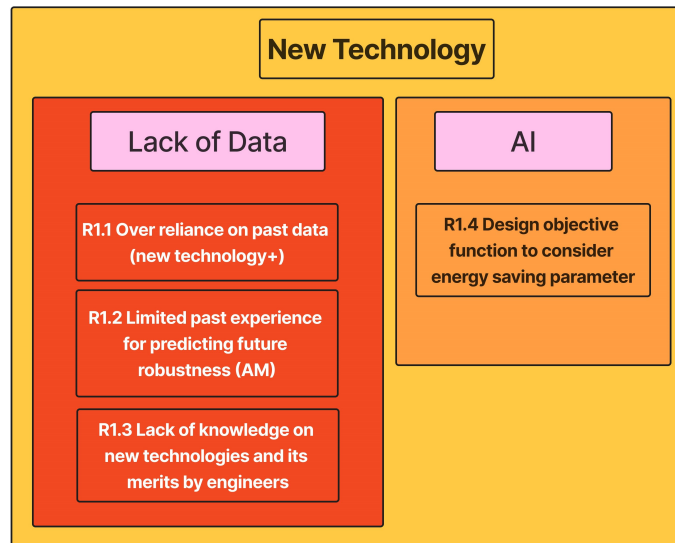 New Technology
Lack of Data
R1.1 Over reliance on past data
(new technology+)
R1.2 Limited past experience
for predicting future
robustness (AM)
R1.3 Lack of knowledge on
new technologies and its
merits by engineers
AI
R1.4 Design objective
function to consider
energy saving parameter